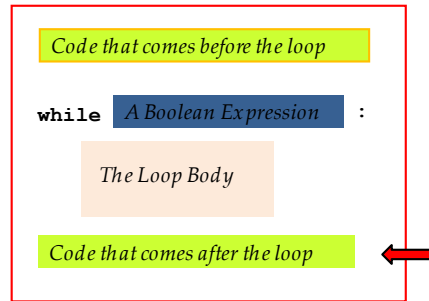 Code that comes before the loop
while A Boolean Expression :
The Loop Body
Code that comes after the loop